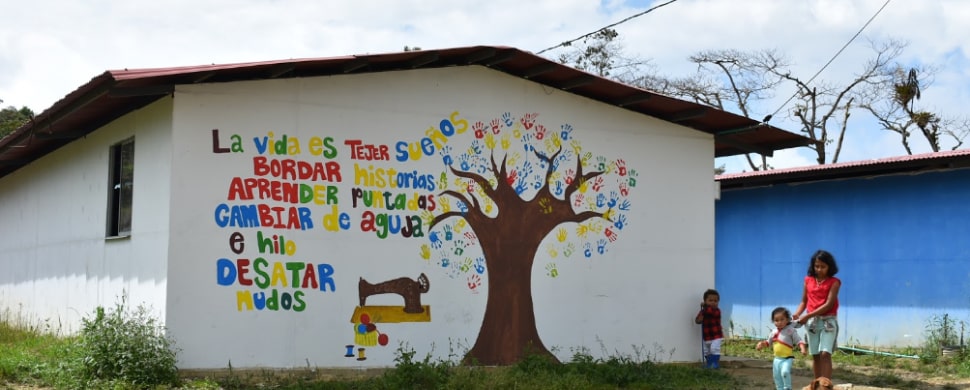 La vida es Tejer sueños
BORDAR historias
APRENDER puntadas
CAMBIAR de aguja
e hilo
DESATAR
NUDOS